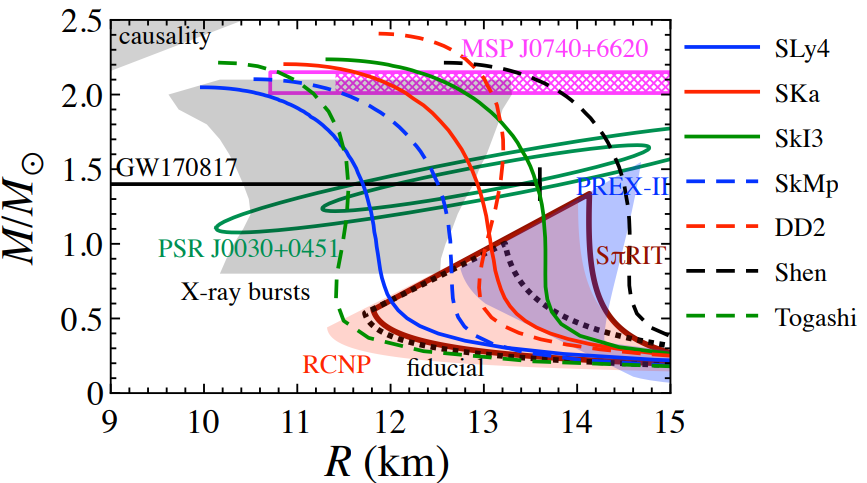 2.5
2.0
1.5
1.0
0.5
0
M/M☉
causality
MSP J0740+6620
GW170817
PREX-II
PSR J0030+0451
SπRIT
X-ray bursts
RCNP
fiducial
9 10 11 12 13 14 15
R (km)
SLy4
SKa
SkI3
SkMp
DD2
Shen
Togashi